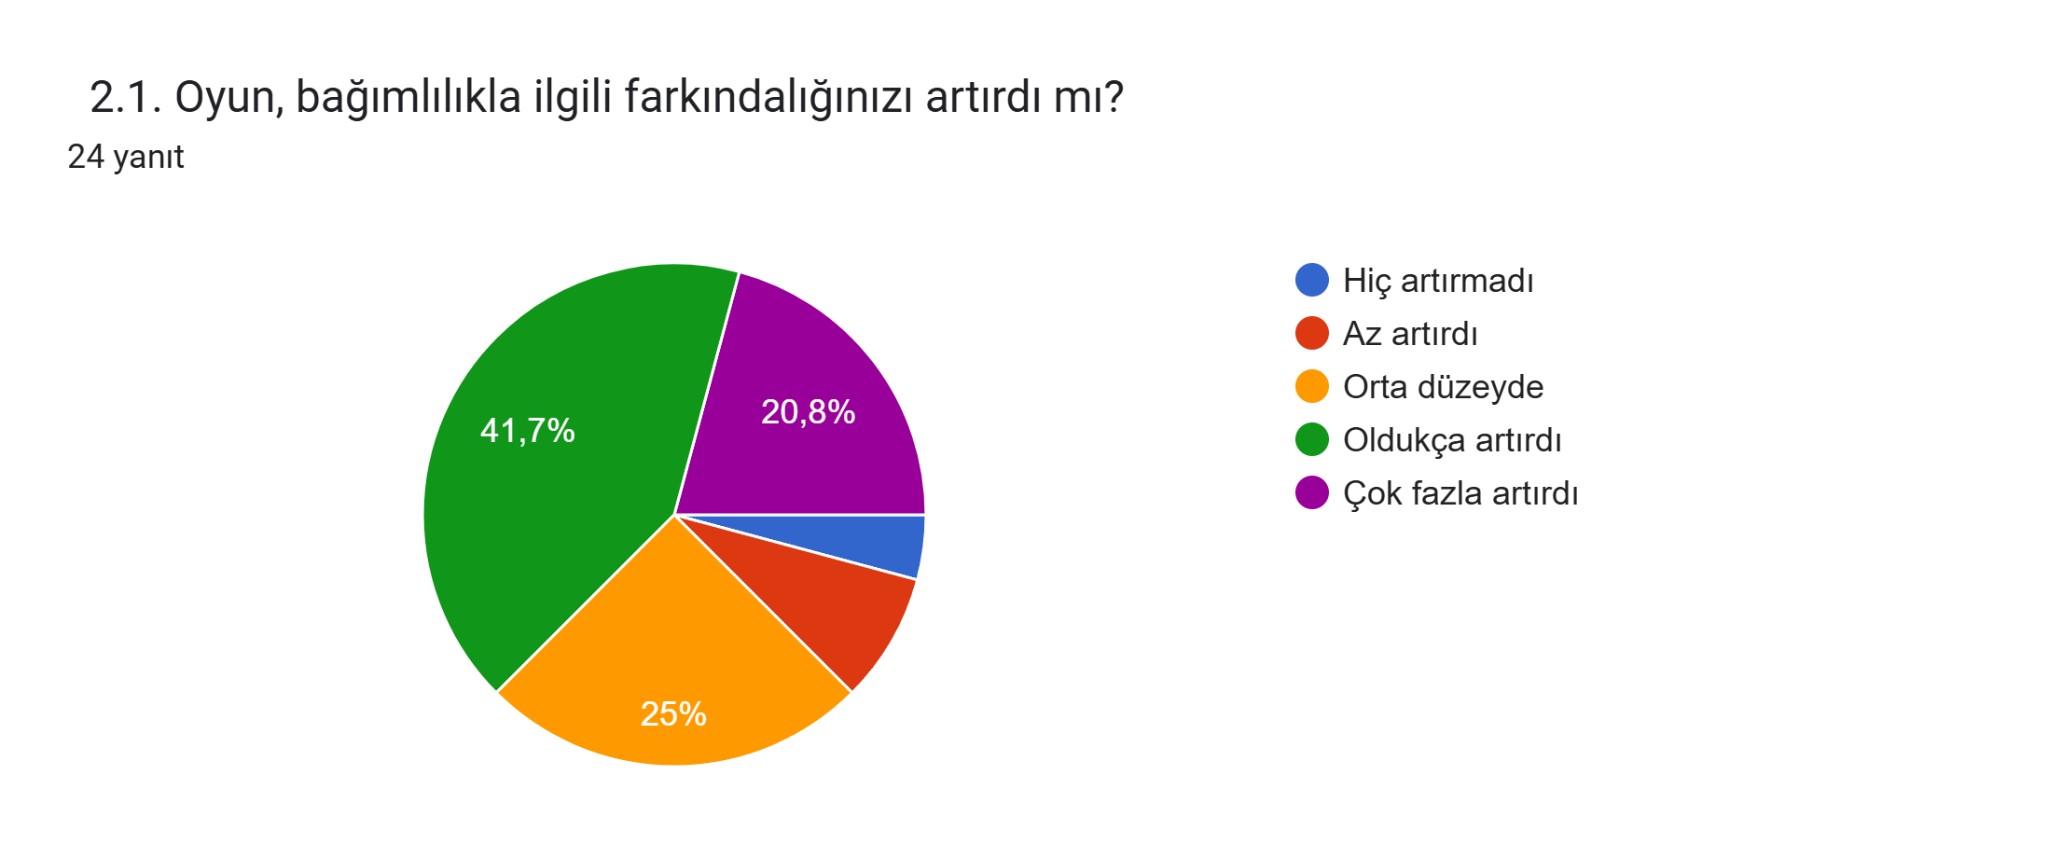 2.1. Oyun, bağımlılıkla ilgili farkındalığınızı artırdı mı?
24 yanıt
41,7%
20,8%
25%
Hiç artırmadı
Az artırdı
Orta düzeyde
Oldukça artırdı
Çok fazla artırdı